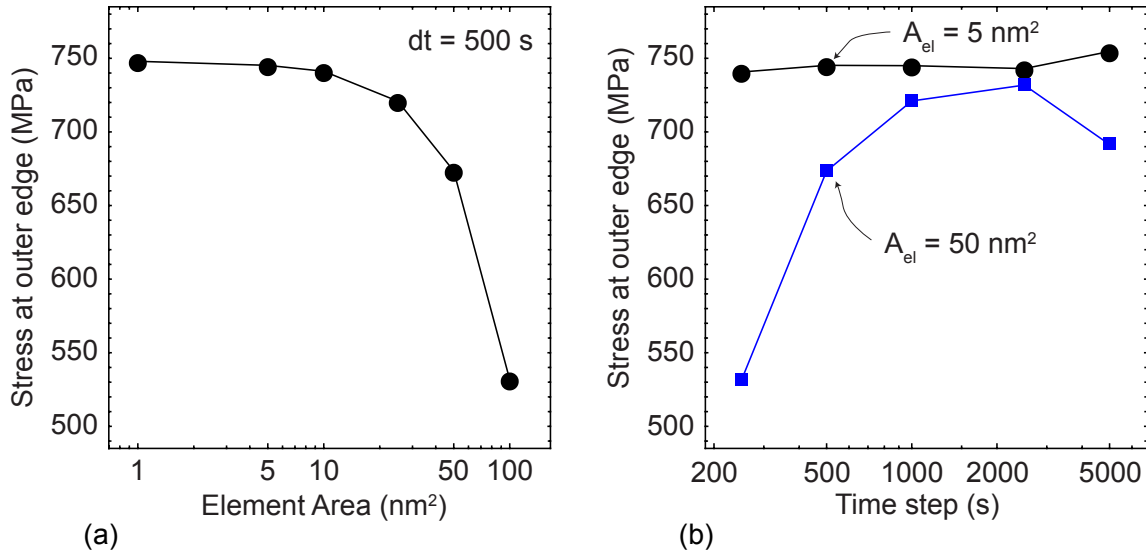 dt = 500 s
750
700
650
600
550
500
Stress at outer edge (MPa)
1
5
10
50
100
Element Area (nm²)
(a)
A_el = 5 nm²
A_el = 50 nm²
750
700
650
600
550
500
Stress at outer edge (MPa)
200
500
1000
2000
5000
Time step (s)
(b)